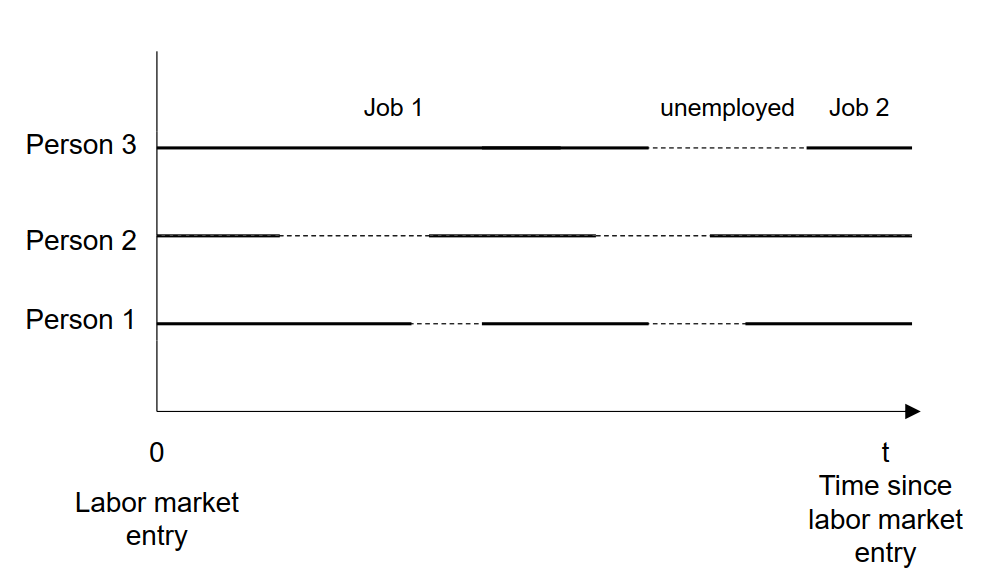 Job 1
unemployed
Job 2
Person 3
Person 2
Person 1
0
t
Labor market
entry
Time since
labor market
entry